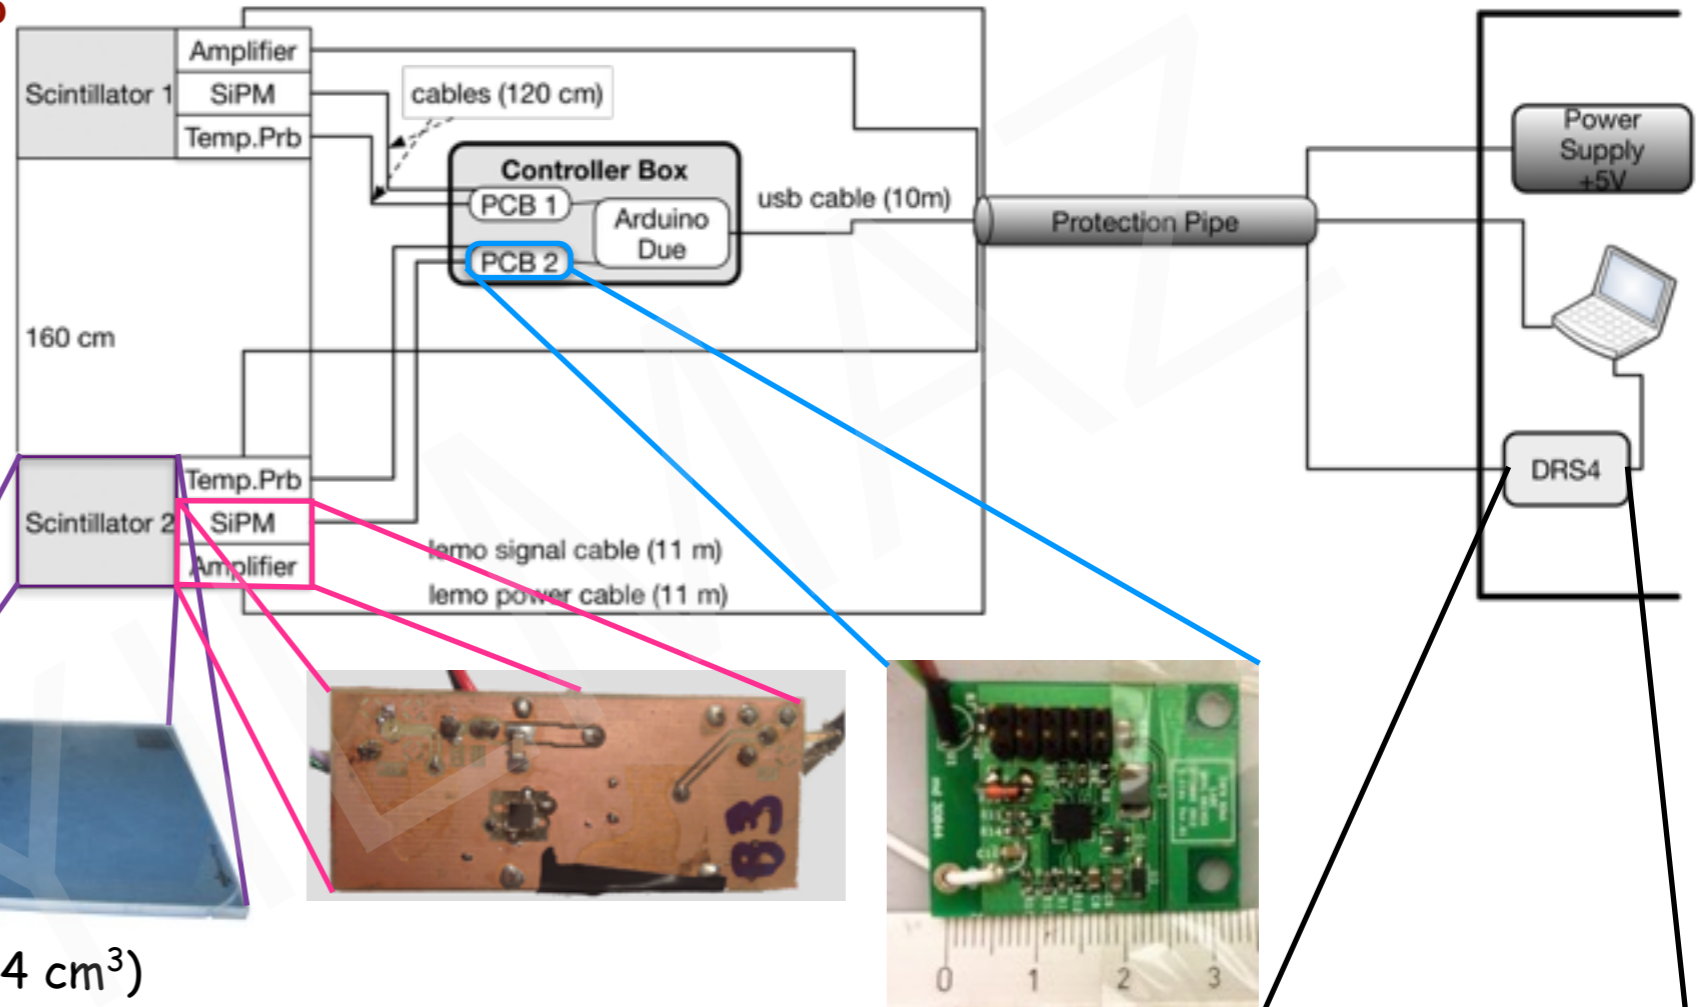 Amplifier
Scintillator 1
SiPM
Temp.Prb
cables (120 cm)
Controller Box
PCB 1
Arduino
Due
PCB 2
usb cable (10m)
Protection Pipe
Power
Supply
+5V
160 cm
Temp.Prb
Scintillator 2
SiPM
Amplifier
lemo signal cable (11 m)
lemo power cable (11 m)
DRS4
B3
0 1 2 3
4 cm³)
YILMAZ